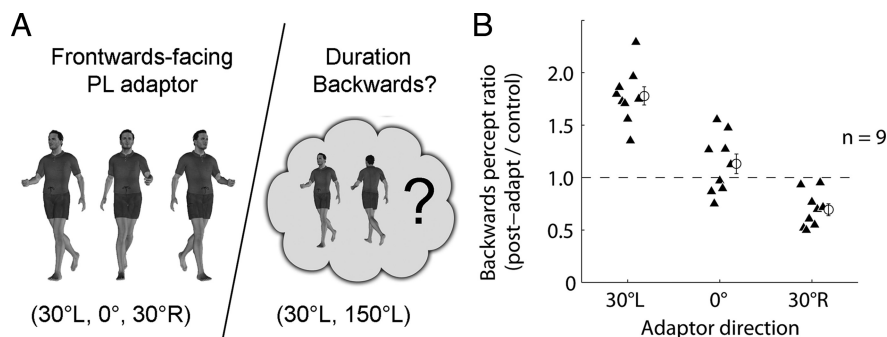 A
Frontwards-facing
PL adaptor
Duration
Backwards?
?
(30°L, 0°, 30°R)
(30°L, 150°L)
B
Backwards percept ratio
(post–adapt / control)
2.0
1.5
1.0
0.5
0
n = 9
30°L
0°
30°R
Adaptor direction